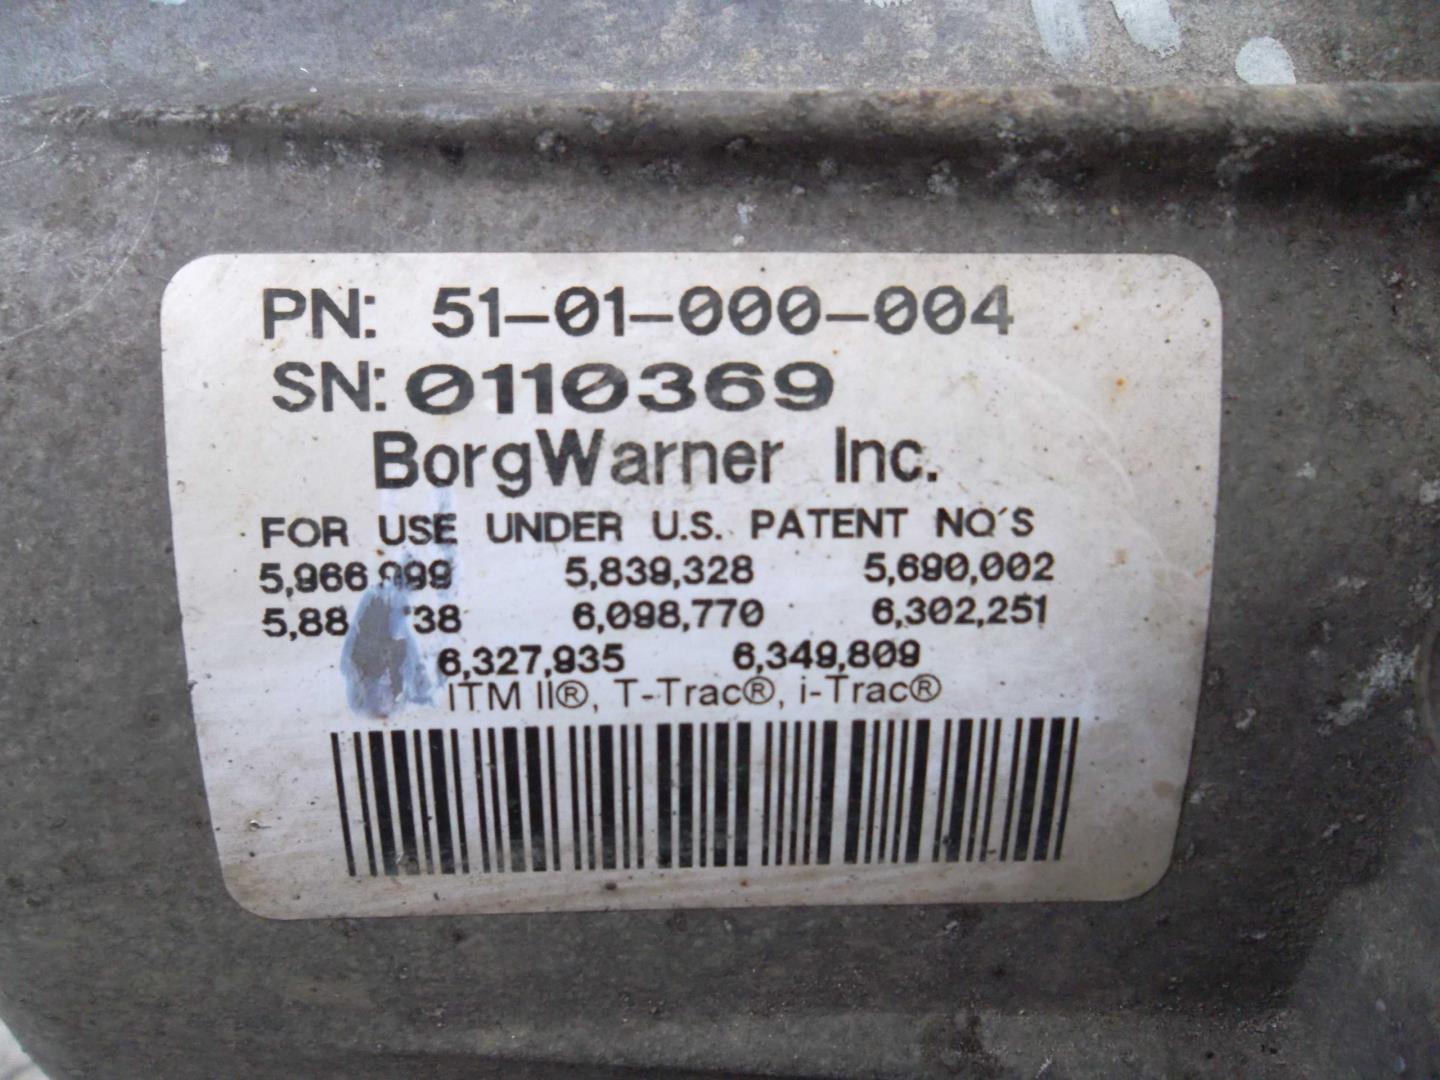 PN: 51-01-000-004
SN: 0110369
BorgWarner Inc.
FOR USE UNDER U.S. PATENT NO'S
5,966,999 5,839,328 5,690,002
6,098,770 6,302,251
6,327,935 6,349,809
ITM II®, T-Trac®, i-Trac®